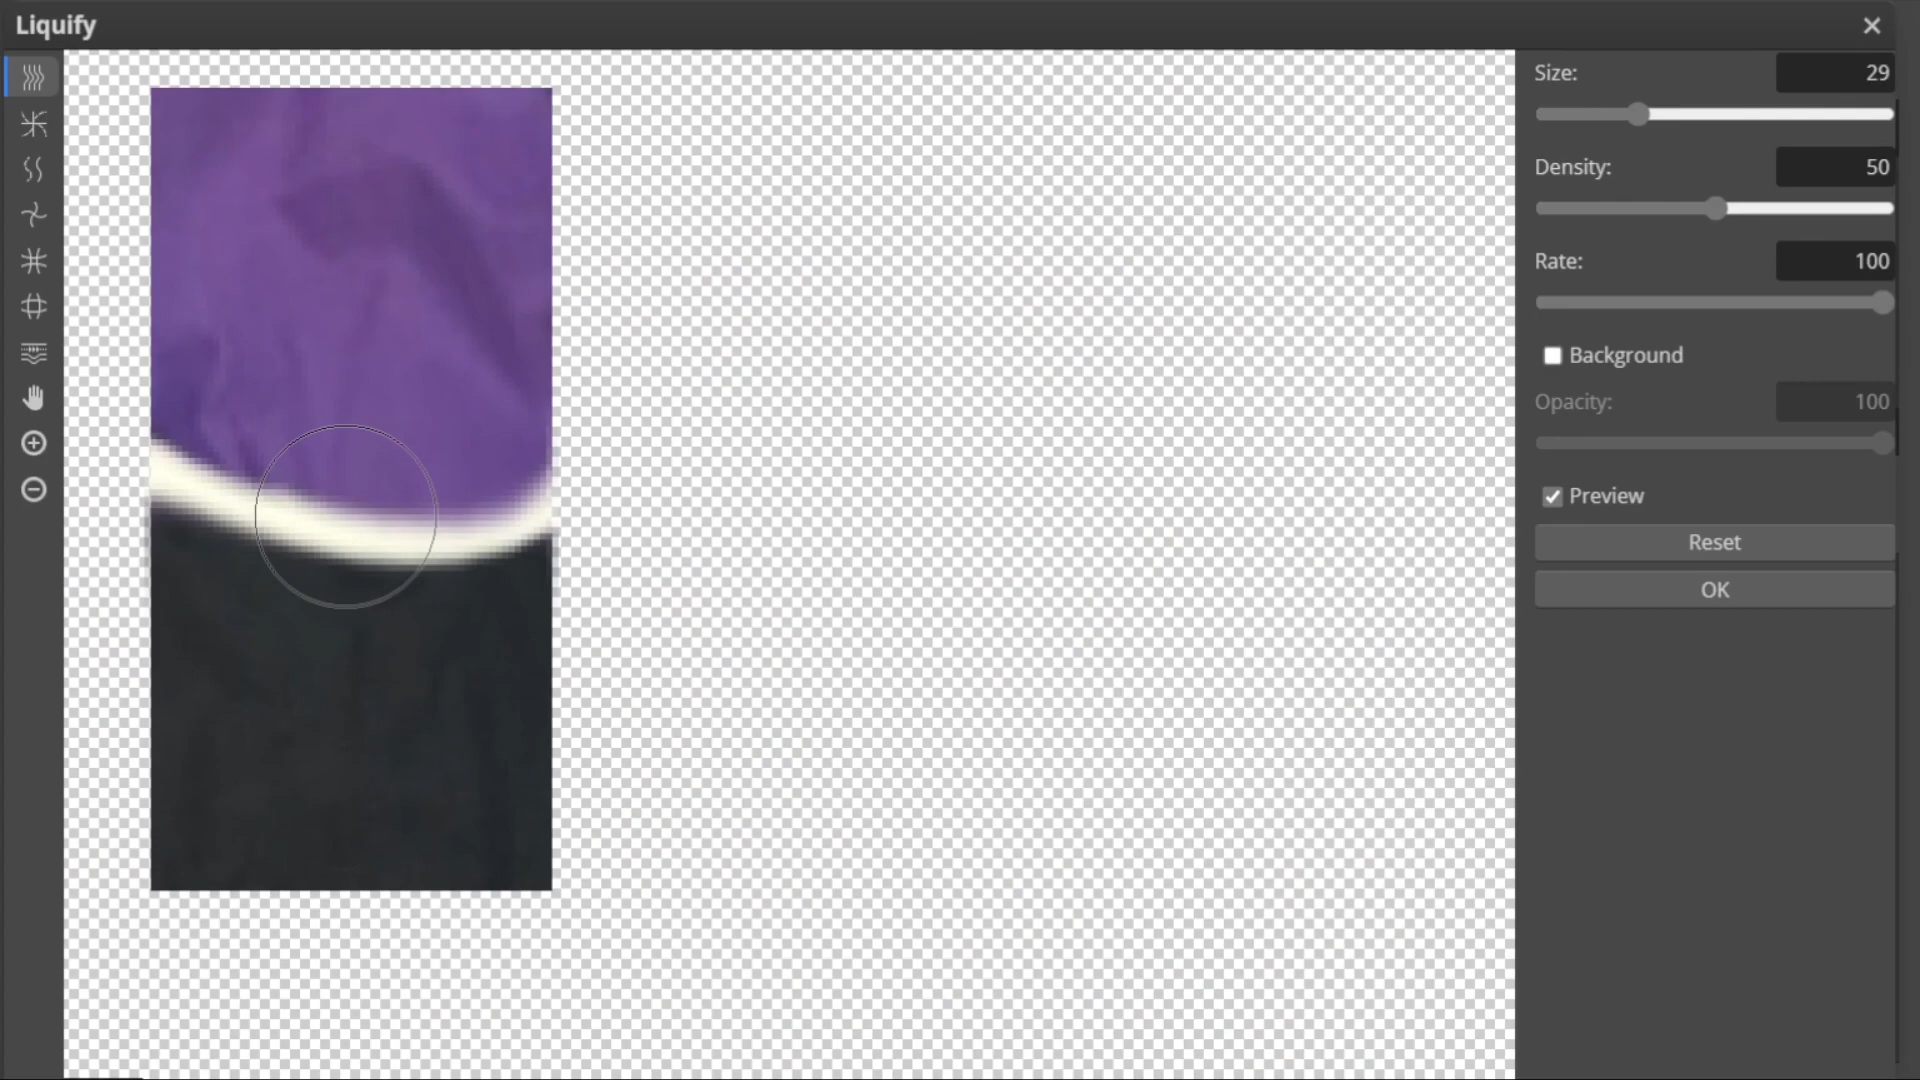 Liquify
Size: 29
Density: 50
Rate: 100
Background
Opacity: 100
Preview
Reset
OK